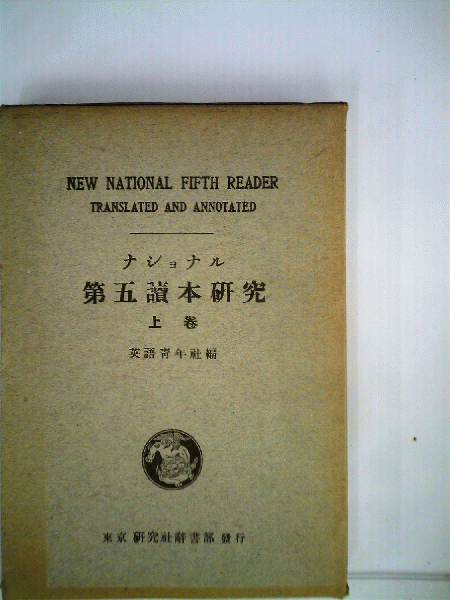 NEW NATIONAL FIFTH READER
TRANSLATED AND ANNOTATED
ナショナル
第五讀本研究
上卷
英語靑年社編
東京 研究社辭書部 發行